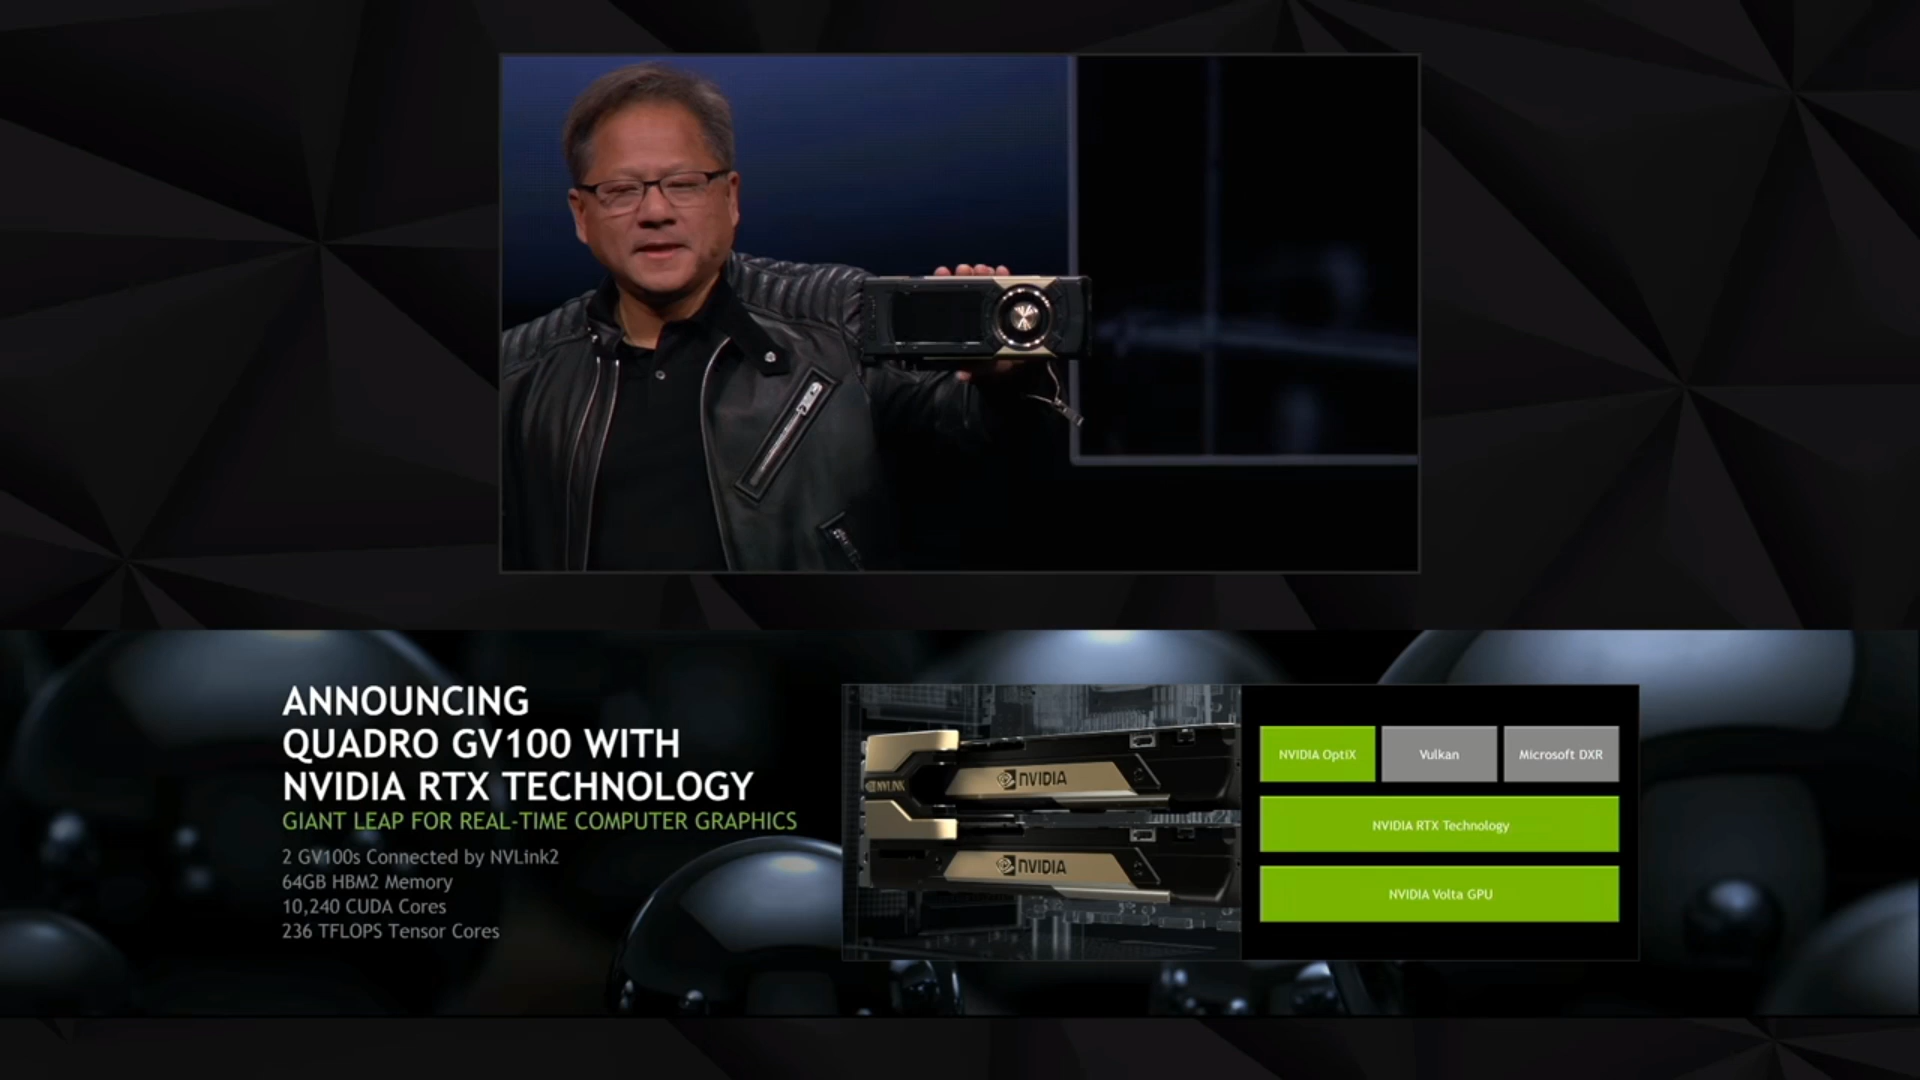 ANNOUNCING
QUADRO GV100 WITH
NVIDIA RTX TECHNOLOGY
GIANT LEAP FOR REAL-TIME COMPUTER GRAPHICS
2 GV100s Connected by NVLink2
64GB HBM2 Memory
10,240 CUDA Cores
236 TFLOPS Tensor Cores
NVLINK
NVIDIA
NVIDIA
NVIDIA OptiX
Vulkan
Microsoft DXR
NVIDIA RTX Technology
NVIDIA Volta GPU